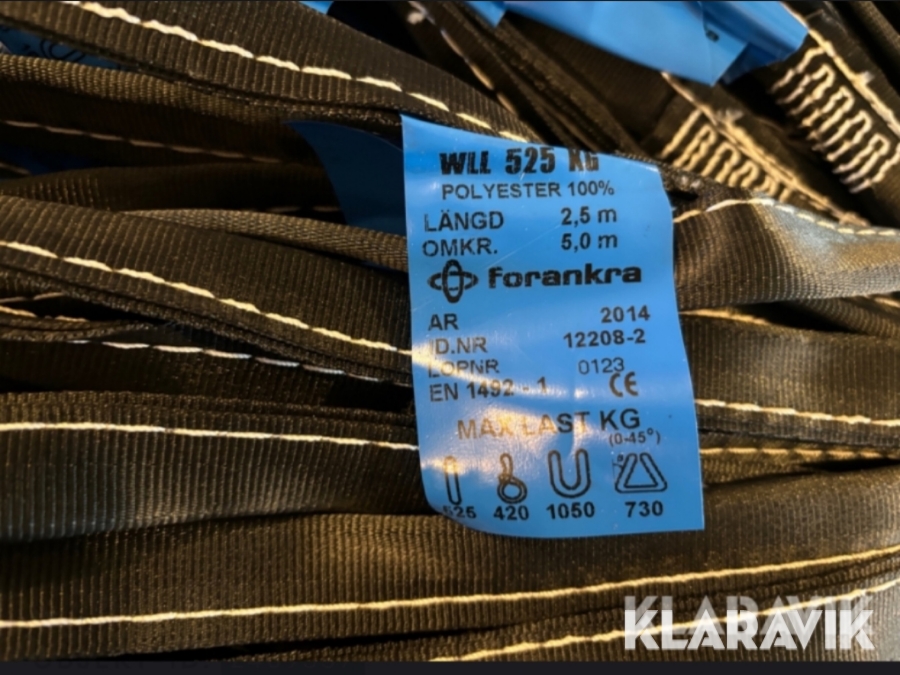 WLL 525 KG
POLYESTER 100%
LÄNGD 2,5 m
OMKR. 5,0 m
forankra
AR 2014
ID.NR 12208-2
LOPNR 0123
EN 1492 - 1 CE
MAX LAST KG
(0-45°)
525 420 1050 730
KLARAVIK